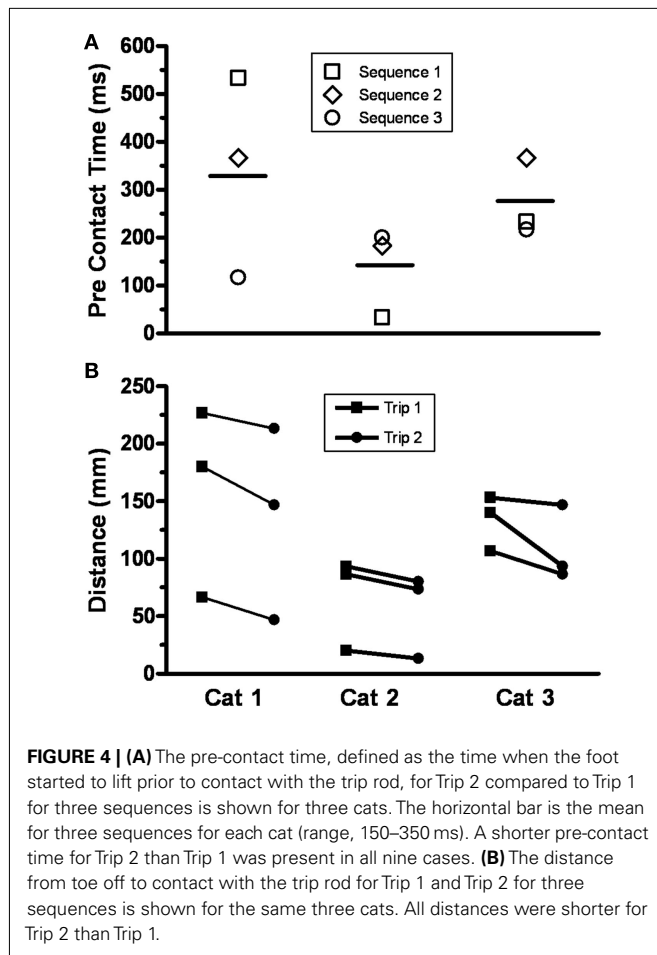 A
600
500
400
300
200
100
0
Pre Contact Time (ms)
Sequence 1
Sequence 2
Sequence 3
B
250
200
150
100
50
0
Distance (mm)
Trip 1
Trip 2
Cat 1 Cat 2 Cat 3
FIGURE 4 | (A) The pre-contact time, defined as the time when the foot
started to lift prior to contact with the trip rod, for Trip 2 compared to Trip 1
for three sequences is shown for three cats. The horizontal bar is the mean
for three sequences for each cat (range, 150–350 ms). A shorter pre-contact
time for Trip 2 than Trip 1 was present in all nine cases. (B) The distance
from toe off to contact with the trip rod for Trip 1 and Trip 2 for three
sequences is shown for the same three cats. All distances were shorter for
Trip 2 than Trip 1.